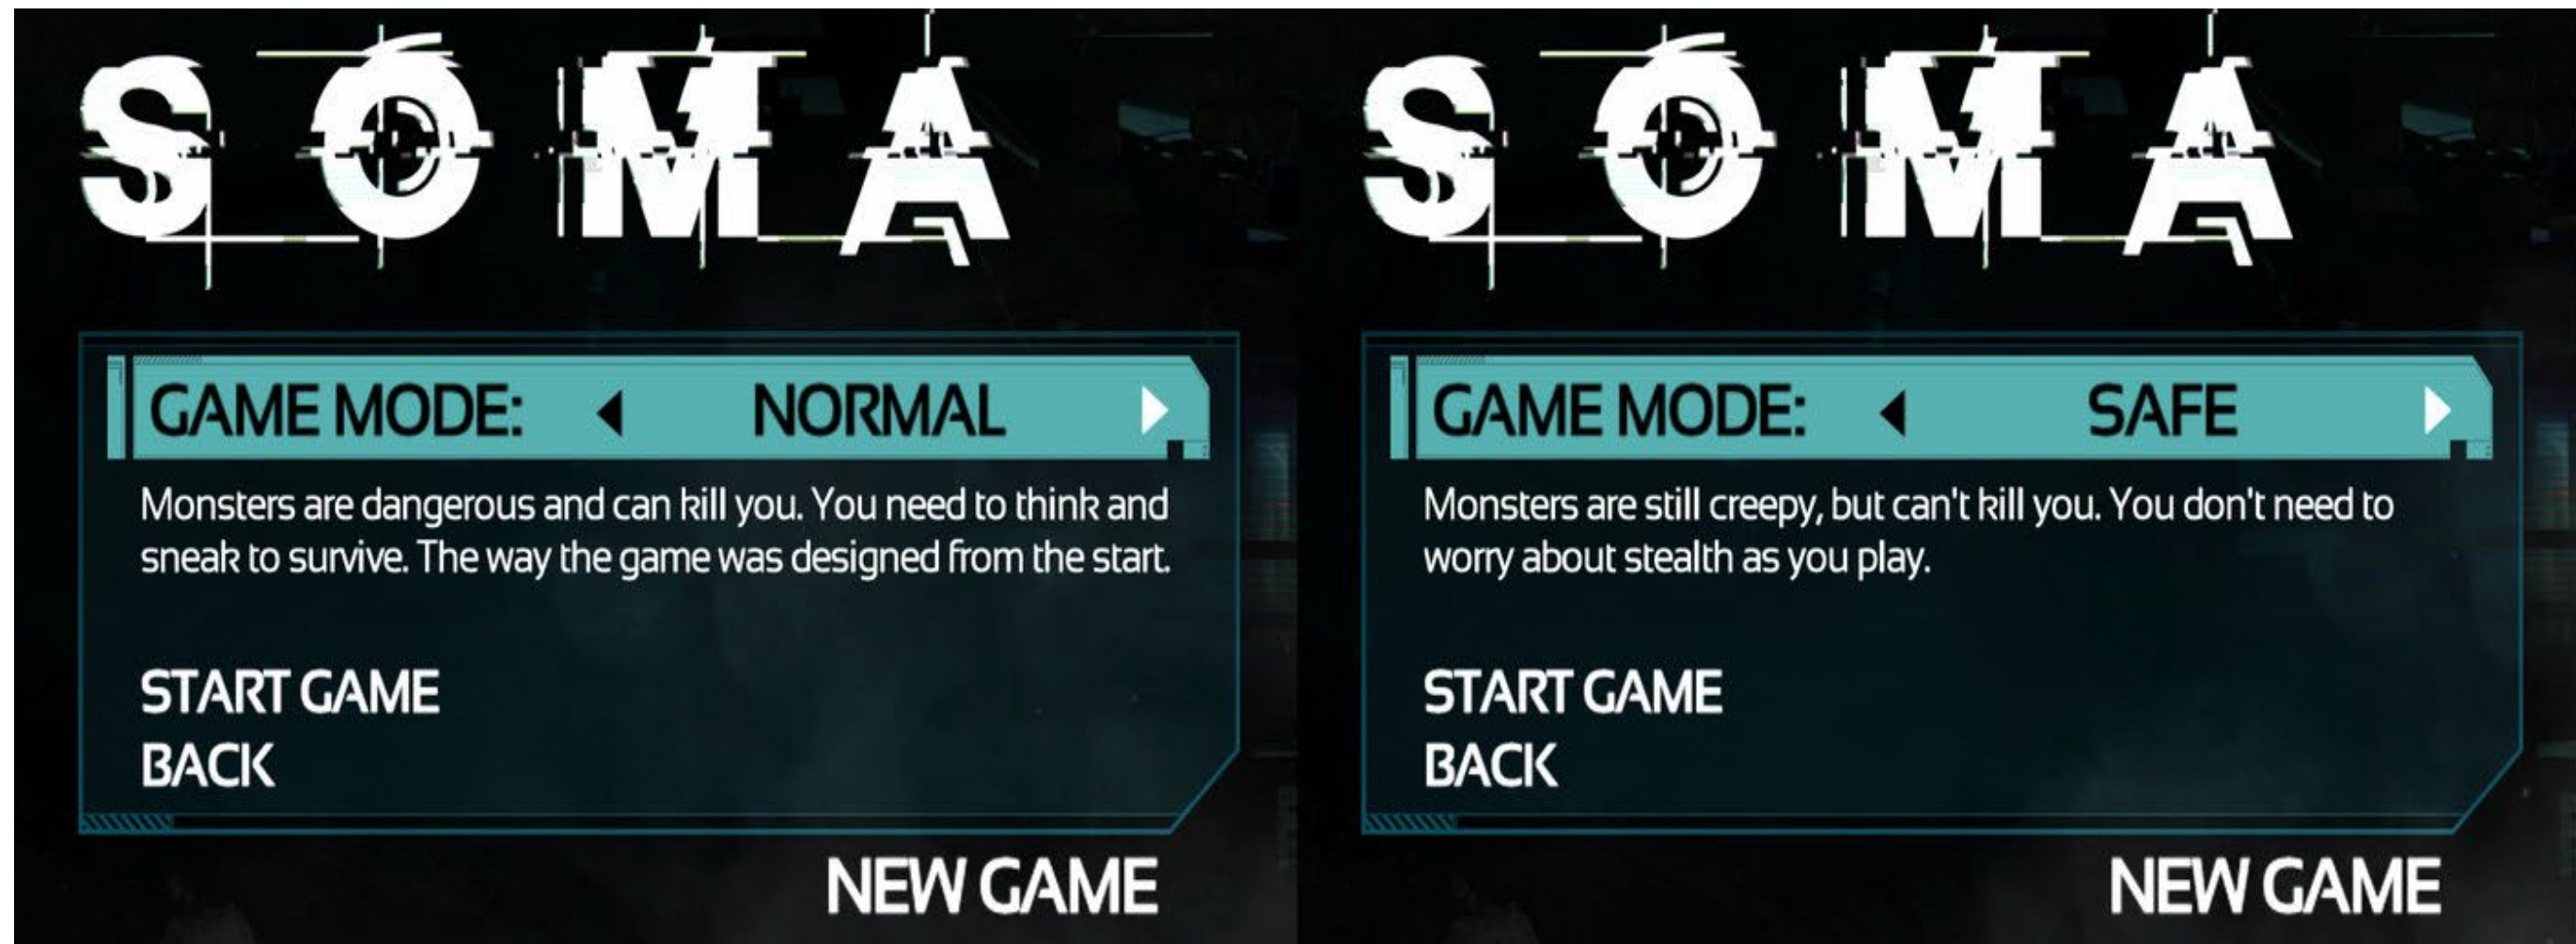 SOMA
GAME MODE: NORMAL
Monsters are dangerous and can kill you. You need to think and
sneak to survive. The way the game was designed from the start.
START GAME
BACK
NEW GAME
SOMA
GAME MODE: SAFE
Monsters are still creepy, but can't kill you. You don't need to
worry about stealth as you play.
START GAME
BACK
NEW GAME